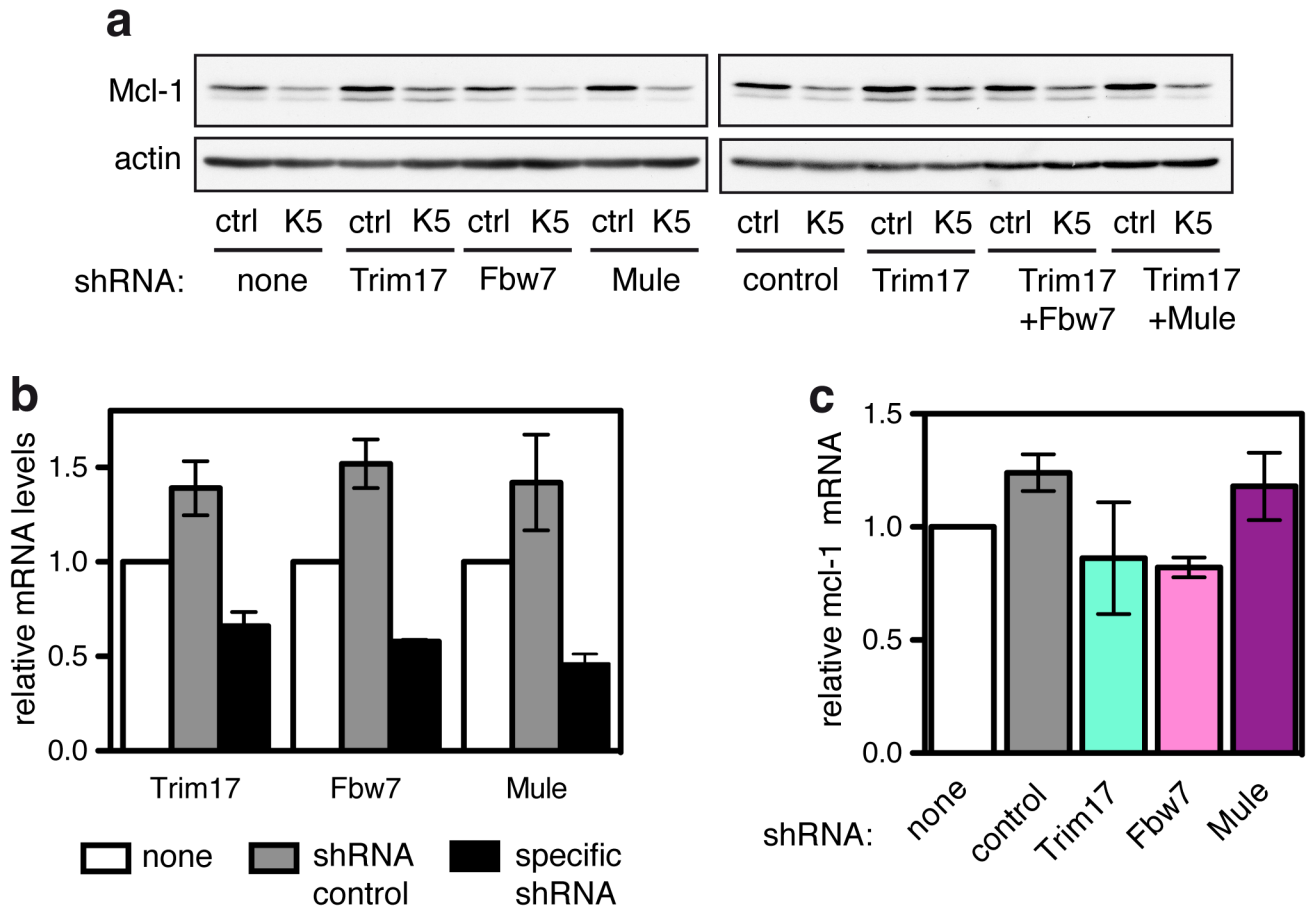 a
Mcl-1
actin
ctrl K5 ctrl K5 ctrl K5 ctrl K5 ctrl K5 ctrl K5 ctrl K5 ctrl K5
shRNA: none Trim17 Fbw7 Mule control Trim17 Trim17 Trim17
+Fbw7 +Mule
b
relative mRNA levels
1.5
1.0
0.5
0.0
Trim17 Fbw7 Mule
none shRNA specific
control shRNA
c
relative mcl-1 mRNA
1.5
1.0
0.5
0.0
shRNA: none control Trim17 Fbw7 Mule